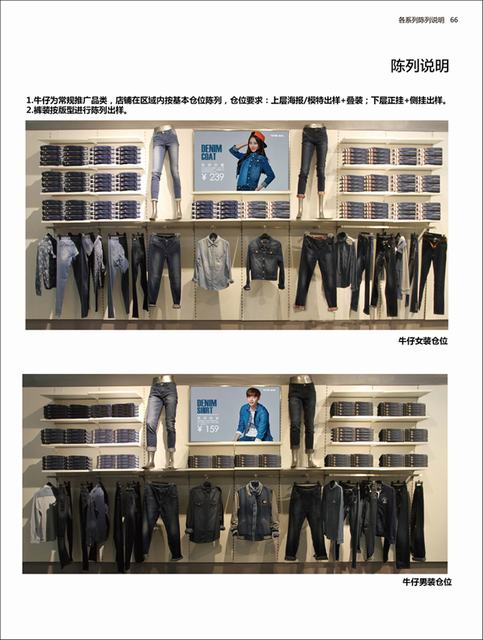 各系列陈列说明 66
陈列说明
1.牛仔为常规推广品类，店铺在区域内按基本仓位陈列，仓位要求：上层海报/模特出样+叠装；下层正挂+侧挂出样。
2.裤装按版型进行陈列出样。
DENIM
COAT
¥ 239
牛仔女装仓位
DENIM
SHIRT
¥ 159
牛仔男装仓位